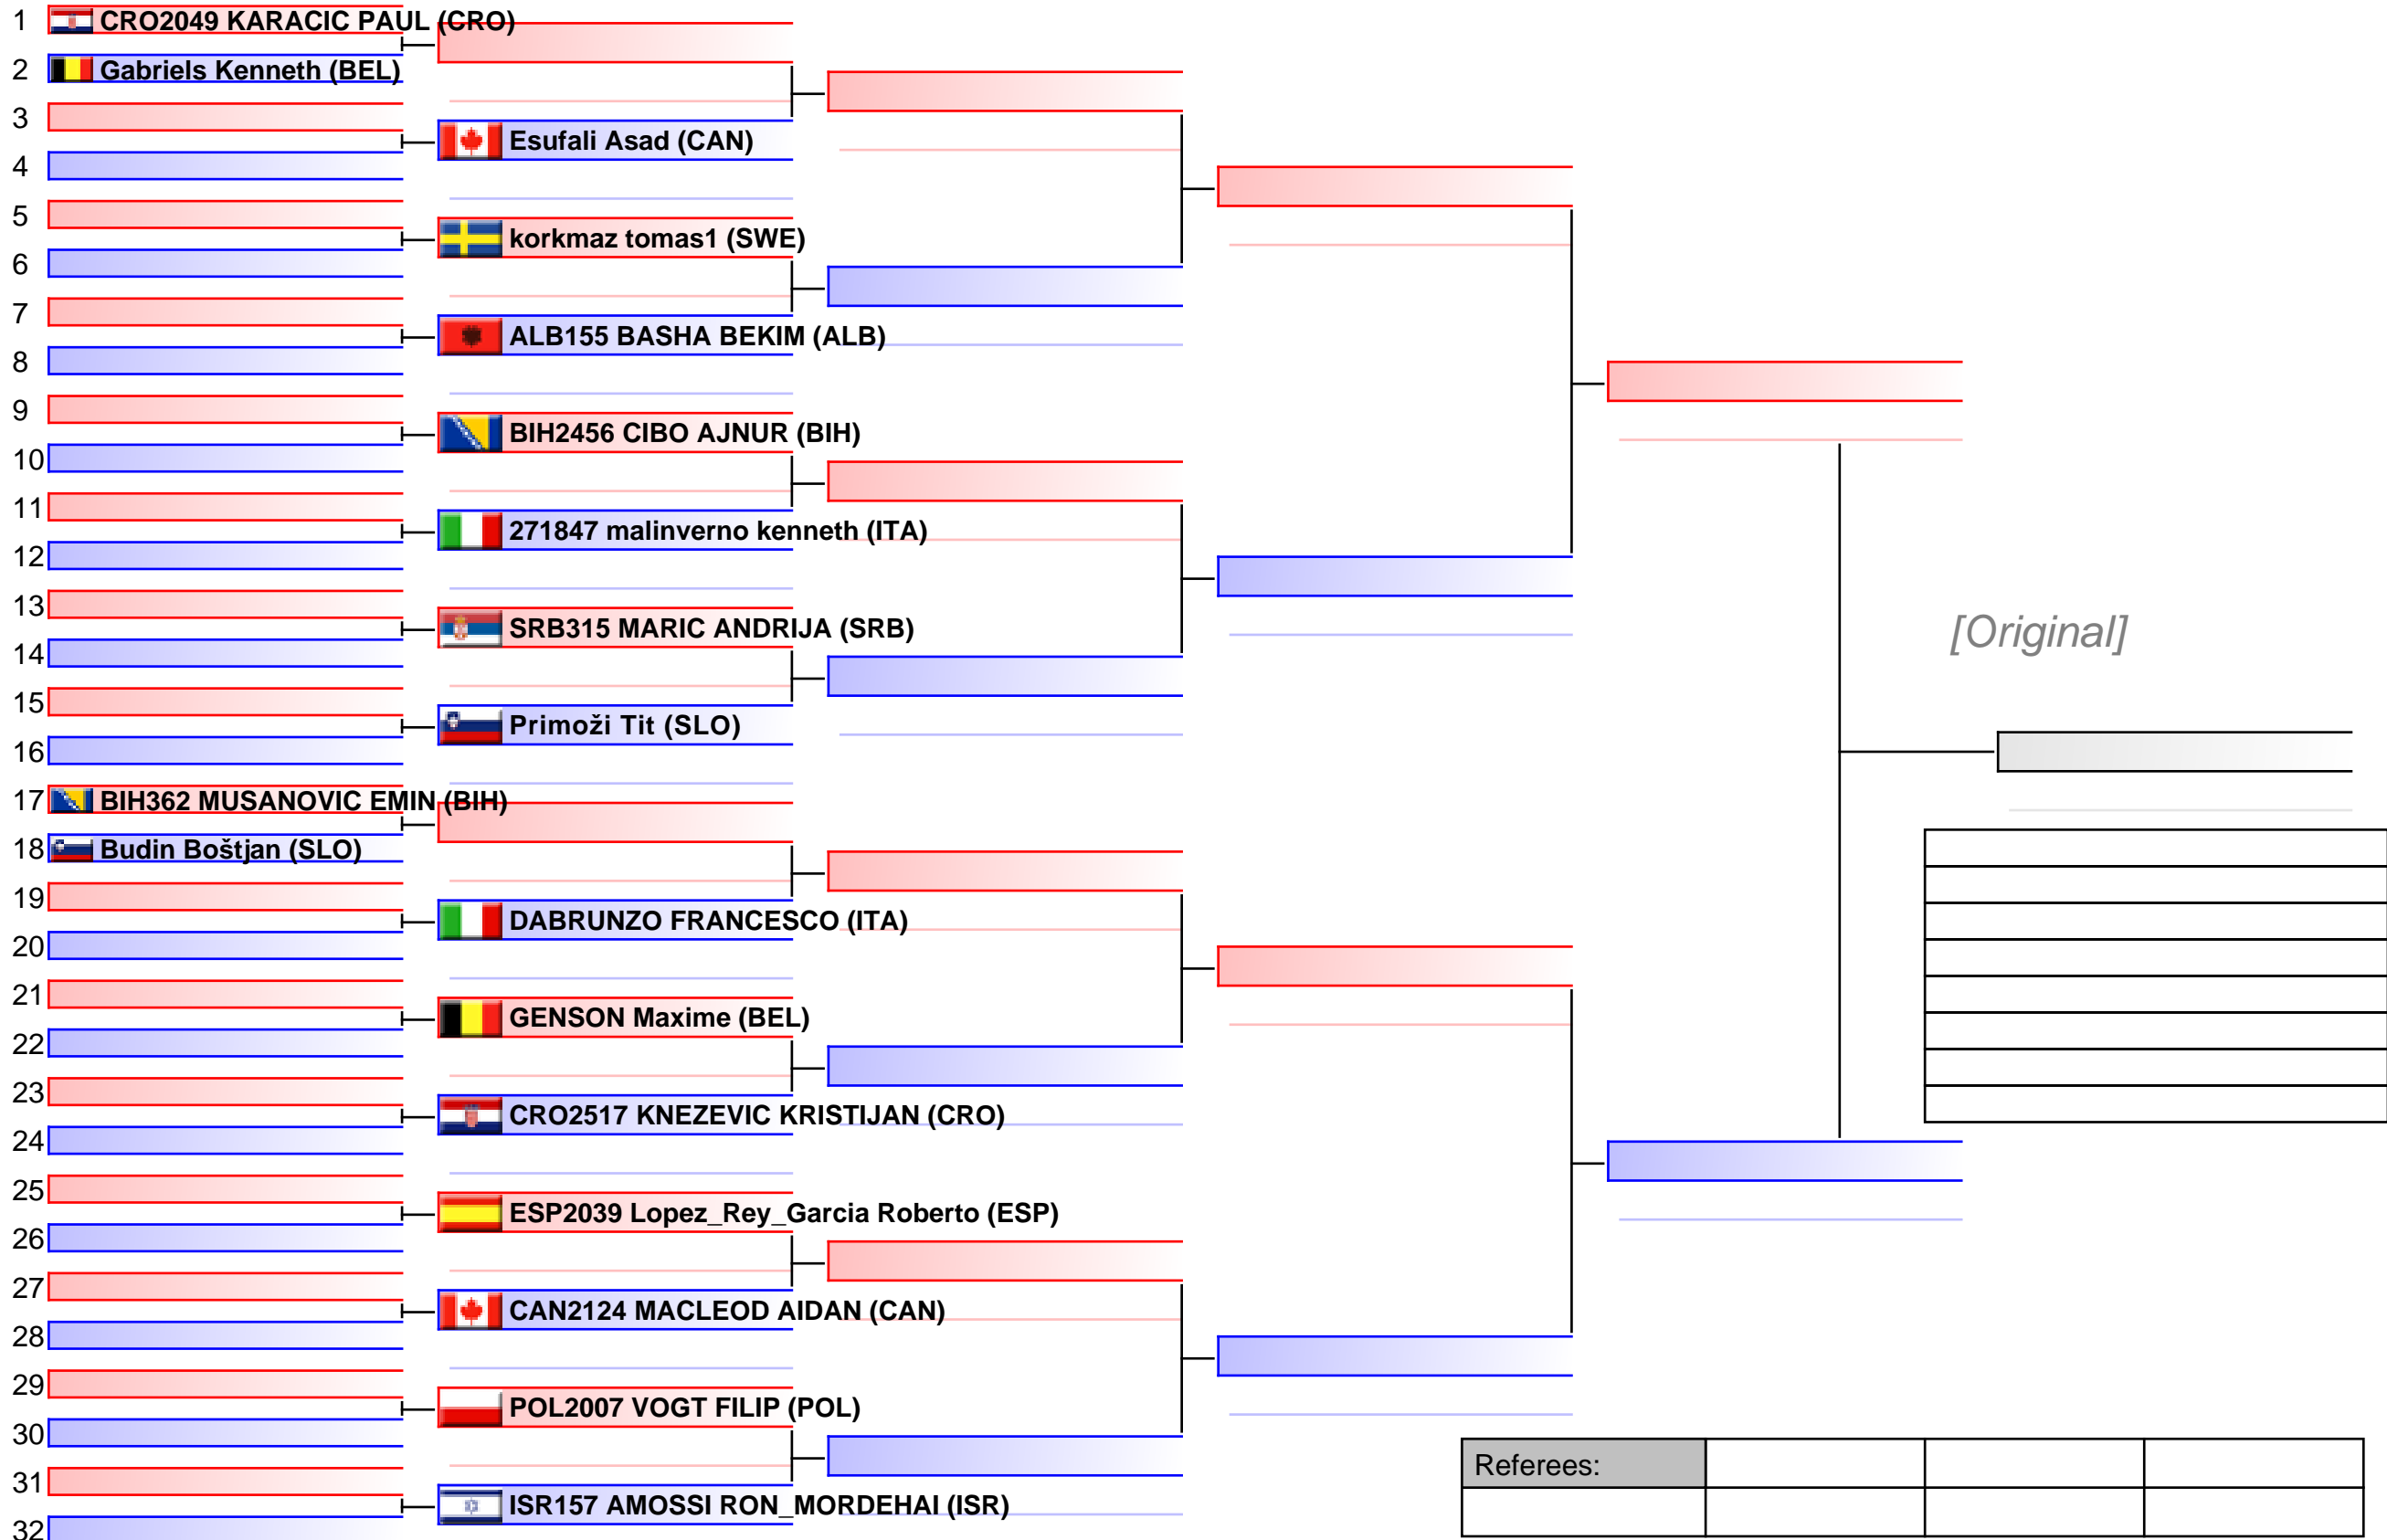 1 CRO2049 KARACIC PAUL (CRO)
2 Gabriels Kenneth (BEL)
3
Esufali Asad (CAN)
4
5
korkmaz tomas1 (SWE)
6
7
ALB155 BASHA BEKIM (ALB)
8
9
BIH2456 CIBO AJNUR (BIH)
10
11
271847 malinverno kenneth (ITA)
12
13
SRB315 MARIC ANDRIJA (SRB)
[Original]
14
15
Primoži Tit (SLO)
16
17 BIH362 MUSANOVIC EMIN (BIH)
18 Budin Boštjan (SLO)
19
DABRUNZO FRANCESCO (ITA)
20
21
GENSON Maxime (BEL)
22
23
CRO2517 KNEZEVIC KRISTIJAN (CRO)
24
25
ESP2039 Lopez_Rey_Garcia Roberto (ESP)
26
27
CAN2124 MACLEOD AIDAN (CAN)
28
29
POL2007 VOGT FILIP (POL)
30
Referees:
31
ISR157 AMOSSI RON_MORDEHAI (ISR)
32